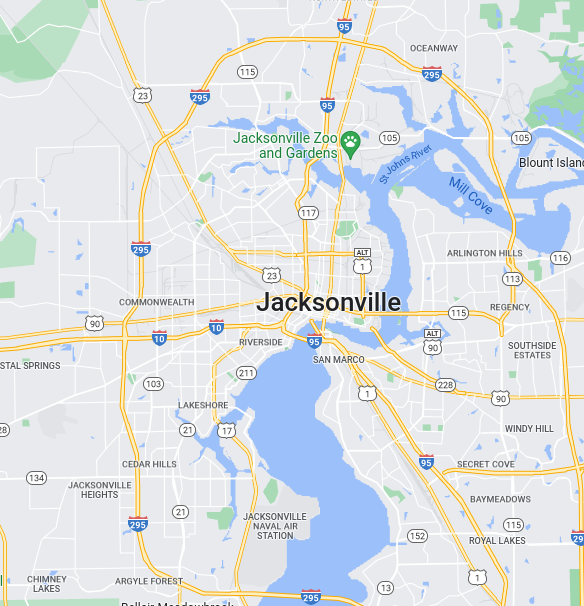 95
OCEANWAY
115
295
23
295
95
Jacksonville Zoo
and Gardens
105
105
St Johns River
Blount Island
Mill Cove
117
295
ALT
1
ARLINGTON HILLS
116
23
113
COMMONWEALTH
Jacksonville
REGENCY
115
90
10
10
RIVERSIDE
95
ALT
90
SOUTHSIDE
ESTATES
STAL SPRINGS
SAN MARCO
211
103
228
1
90
LAKESHORE
28
21
17
WINDY HILL
CEDAR HILLS
95
SECRET COVE
134
JACKSONVILLE
HEIGHTS
BAYMEADOWS
21
JACKSONVILLE
NAVAL AIR
STATION
295
115
152
ROYAL LAKES
29
CHIMNEY
LAKES
ARGYLE FOREST
1
13
295